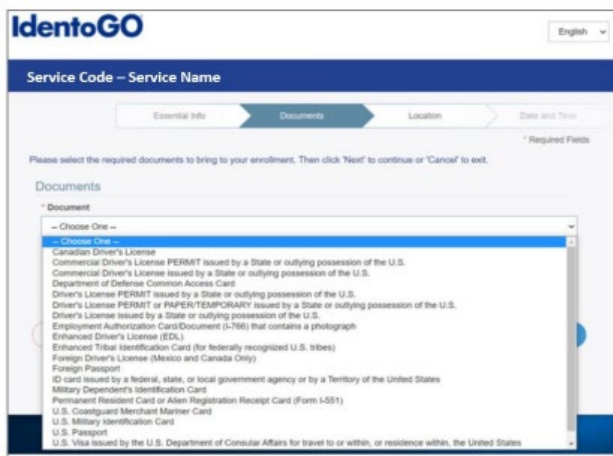 IdentoGO
English
Service Code – Service Name
Essential Info
Documents
Location
Date and Time
* Required Fields
Please select the required documents to bring to your enrollment. Then click 'Next' to continue or 'Cancel' to exit.
Documents
* Document
-- Choose One --
-- Choose One --
Canadian Driver's License
Commercial Driver's License PERMIT issued by a State or outlying possession of the U.S.
Commercial Driver's License issued by a State or outlying possession of the U.S.
Department of Defense Common Access Card
Driver's License PERMIT issued by a State or outlying possession of the U.S.
Driver's License PERMIT or PAPER/TEMPORARY issued by a State or outlying possession of the U.S.
Driver's License issued by a State or outlying possession of the U.S.
Employment Authorization Card/Document (I-766) that contains a photograph
Enhanced Driver's License (EDL)
Enhanced Tribal Identification Card (for federally recognized U.S. tribes)
Foreign Driver's License (Mexico and Canada Only)
Foreign Passport
ID card issued by a federal, state, or local government agency or by a Territory of the United States
Military Dependent's Identification Card
Permanent Resident Card or Alien Registration Receipt Card (Form I-551)
U.S. Coastguard Merchant Mariner Card
U.S. Military Identification Card
U.S. Passport
U.S. Visa issued by the U.S. Department of Consular Affairs for travel to or within, or residence within, the United States